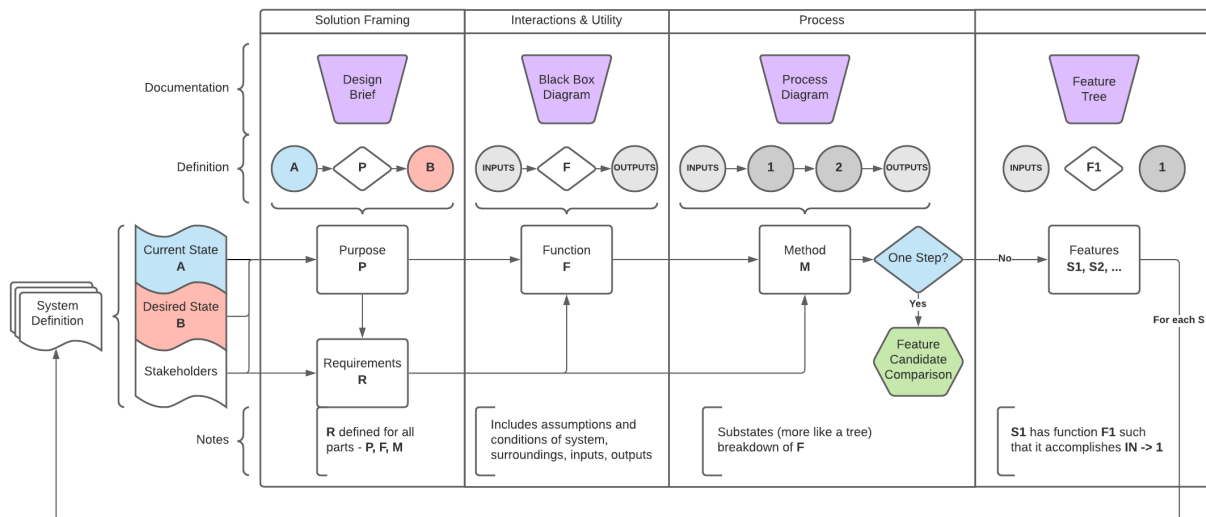 Solution Framing
Interactions & Utility
Process
Documentation
Design
Brief
Black Box
Diagram
Process
Diagram
Feature
Tree
Definition
A
P
B
INPUTS
F
OUTPUTS
INPUTS
1
2
OUTPUTS
INPUTS
F1
1
System
Definition
Current State
A
Desired State
B
Stakeholders
Purpose
P
Function
F
Method
M
One Step?
No
Features
S1, S2, ...
Yes
For each S
Requirements
R
Feature
Candidate
Comparison
Notes
R defined for all
parts - P, F, M
Includes assumptions and
conditions of system,
surroundings, inputs, outputs
Substates (more like a tree)
breakdown of F
S1 has function F1 such
that it accomplishes IN -> 1